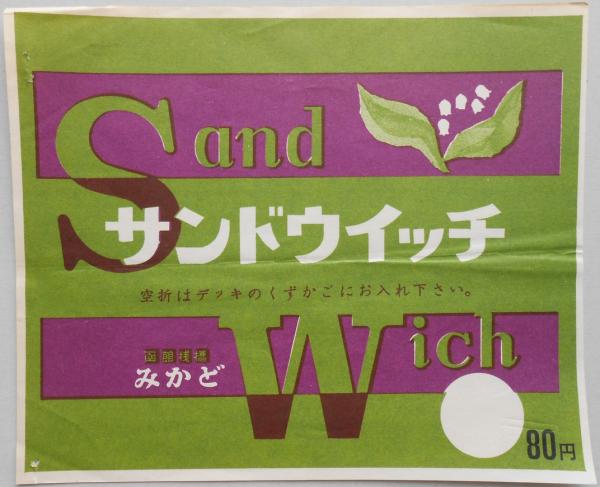 Sand
サンドウイッチ
空折はデッキのくずかごにお入れ下さい。
Wich
函館桟橋
みかど
80円